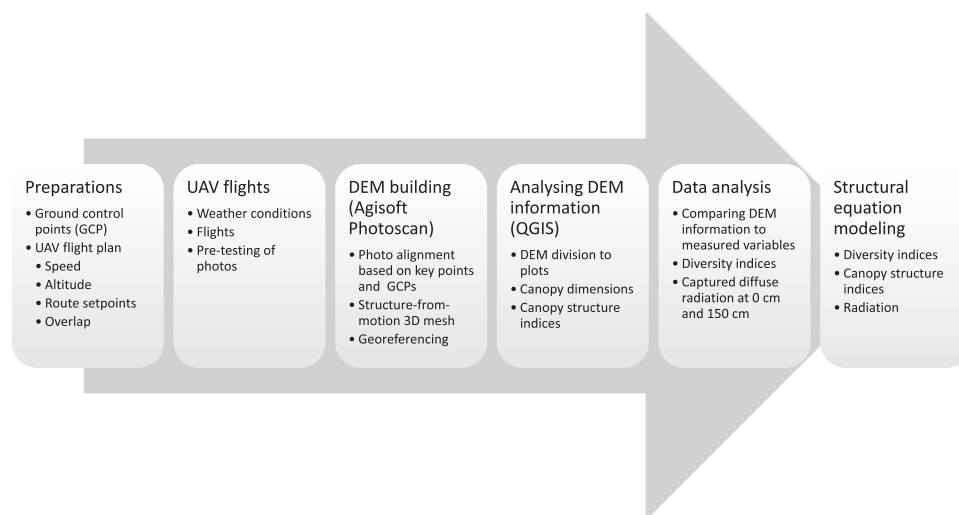 Preparations
• Ground control
points (GCP)
• UAV flight plan
• Speed
• Altitude
• Route setpoints
• Overlap
UAV flights
• Weather conditions
• Flights
• Pre-testing of
photos
DEM building
(Agisoft
Photoscan)
• Photo alignment
based on key points
and GCPs
• Structure-from-
motion 3D mesh
• Georeferencing
Analysing DEM
information
(QGIS)
• DEM division to
plots
• Canopy dimensions
• Canopy structure
indices
Data analysis
• Comparing DEM
information to
measured variables
• Diversity indices
• Captured diffuse
radiation at 0 cm
and 150 cm
Structural
equation
modeling
• Diversity indices
• Canopy structure
indices
• Radiation